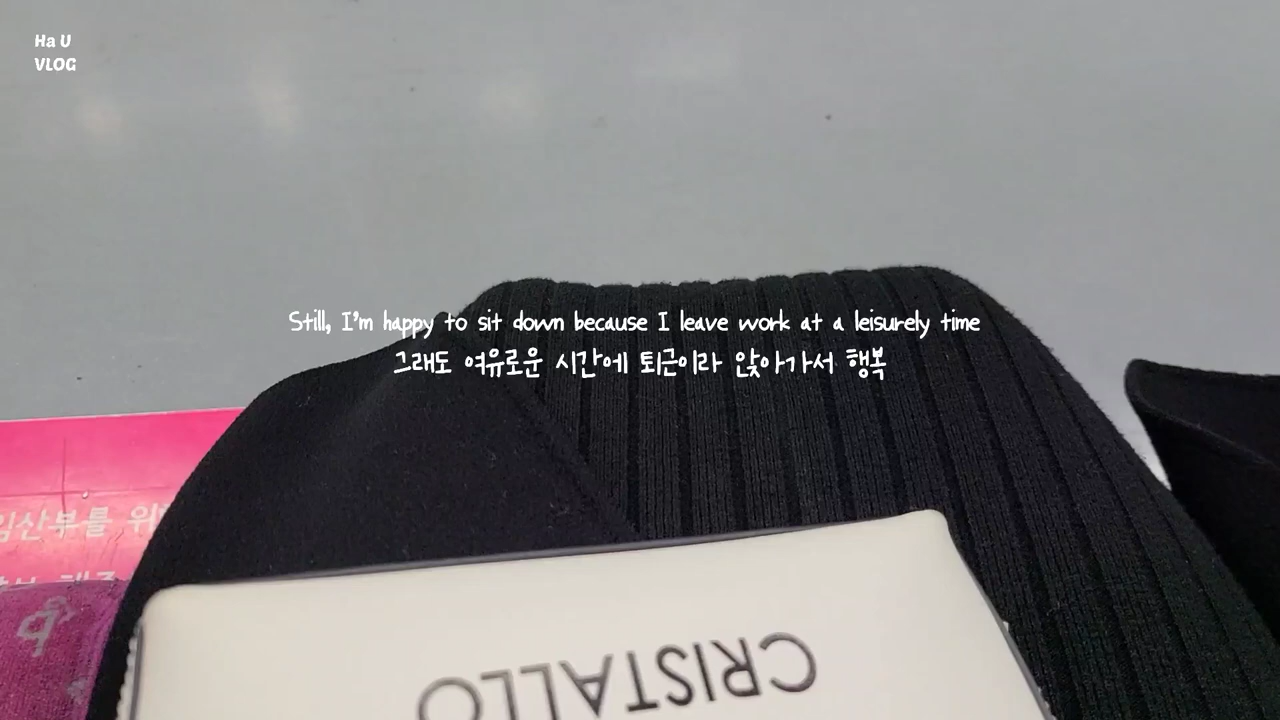 Ha U
VLOG
Still, I'm happy to sit down because I leave work at a leisurely time
그래도 여유로운 시간에 퇴근이라 앉아가서 행복
임산부를 위
CRISTALLO